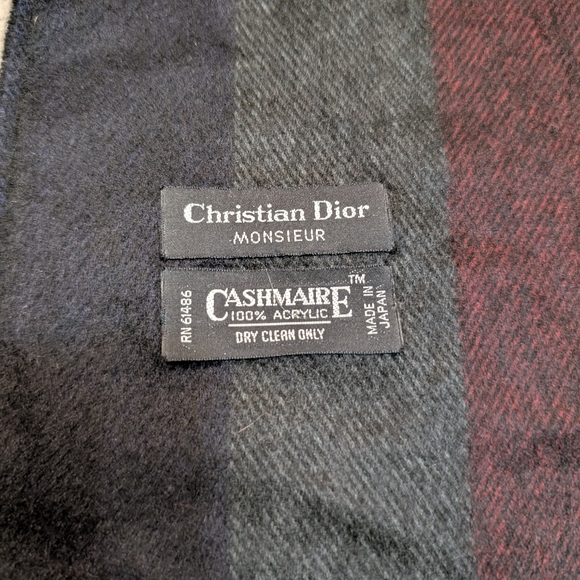 Christian Dior
MONSIEUR
RN 61486
CASHMAIRE™
100% ACRYLIC
DRY CLEAN ONLY
MADE IN
JAPAN